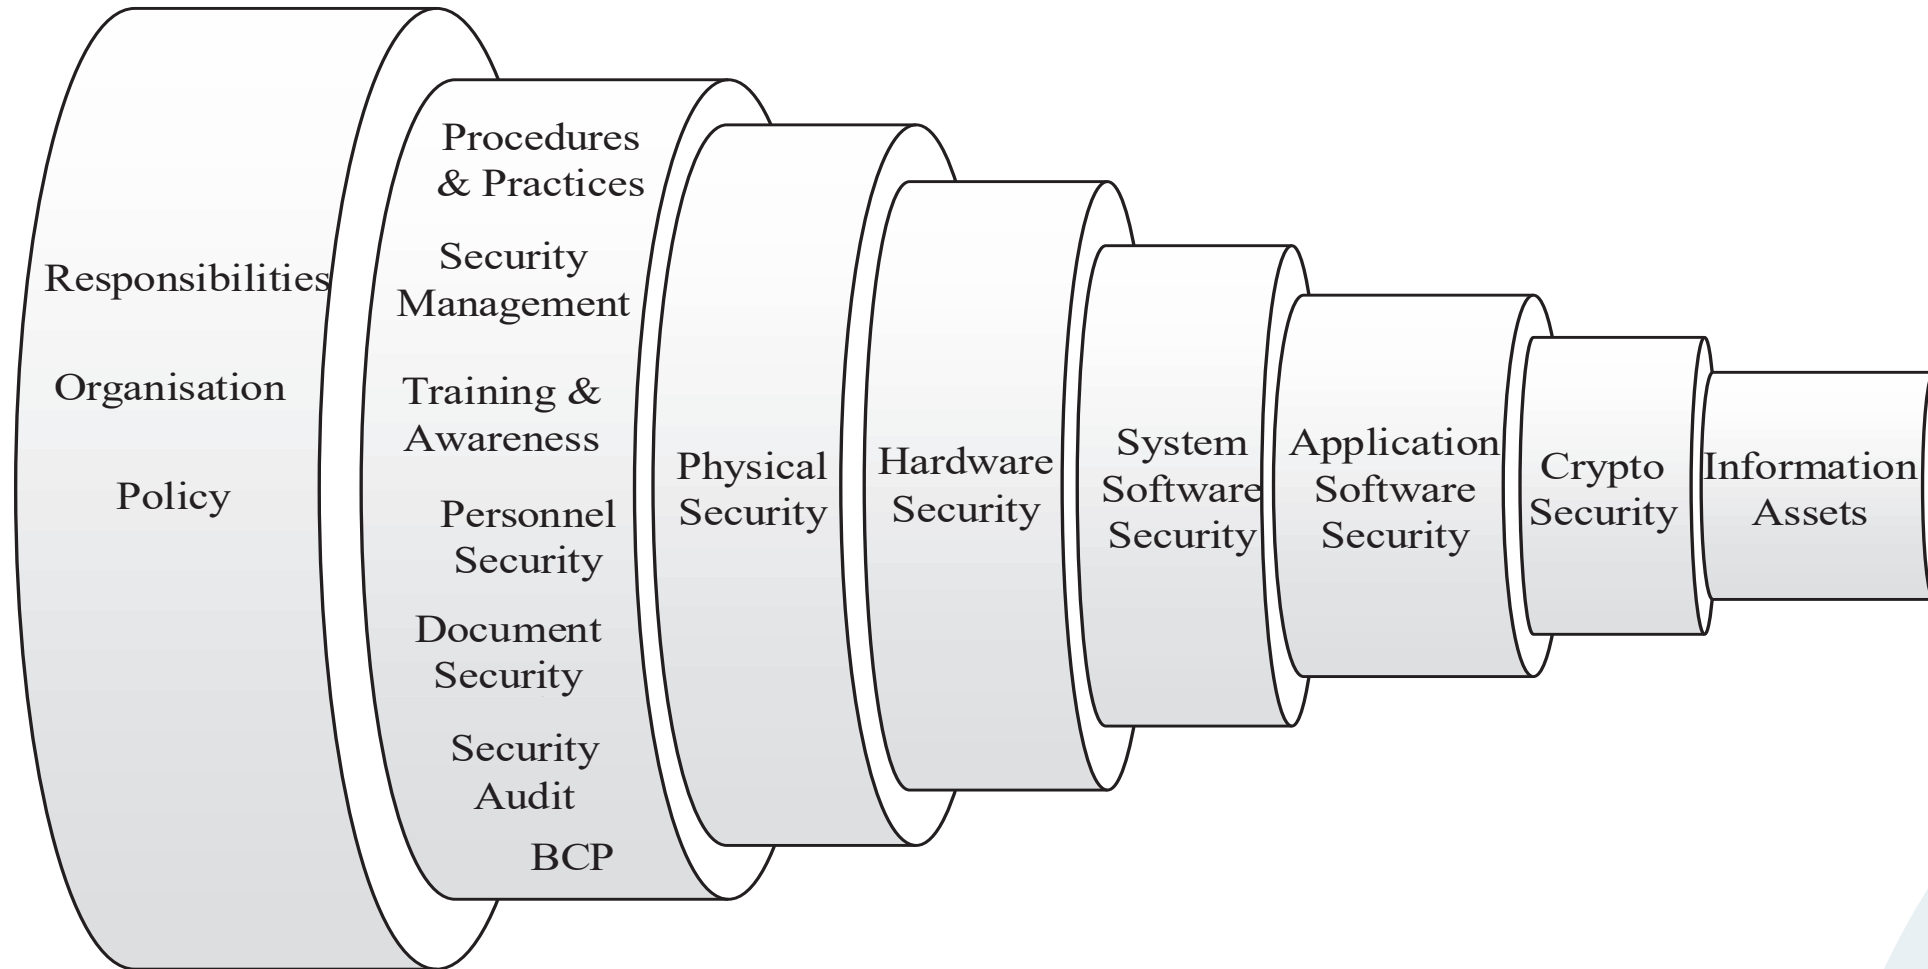 Responsibilities
Organisation
Policy
Procedures
& Practices
Security
Management
Training &
Awareness
Personnel
Security
Document
Security
Security
Audit
BCP
Physical
Security
Hardware
Security
System
Software
Security
Application
Software
Security
Crypto
Security
Information
Assets